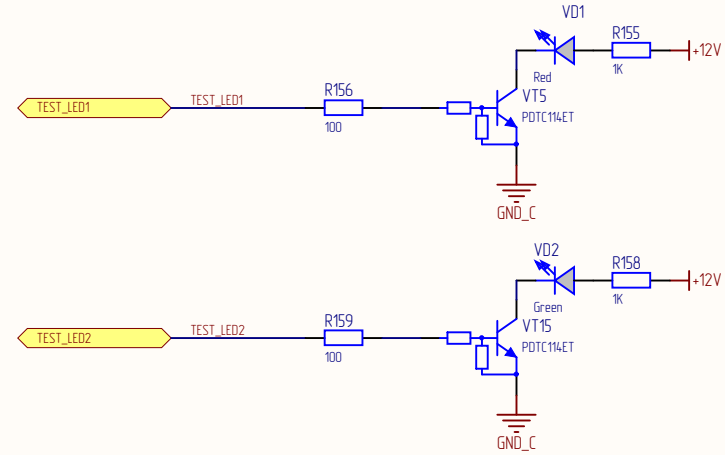 VD1
R155
+12V
1K
Red
R156
VT5
TEST_LED1
TEST_LED1
100
PDTC114ET
GND_C
VD2
R158
+12V
1K
Green
R159
VT15
TEST_LED2
TEST_LED2
100
PDTC114ET
GND_C